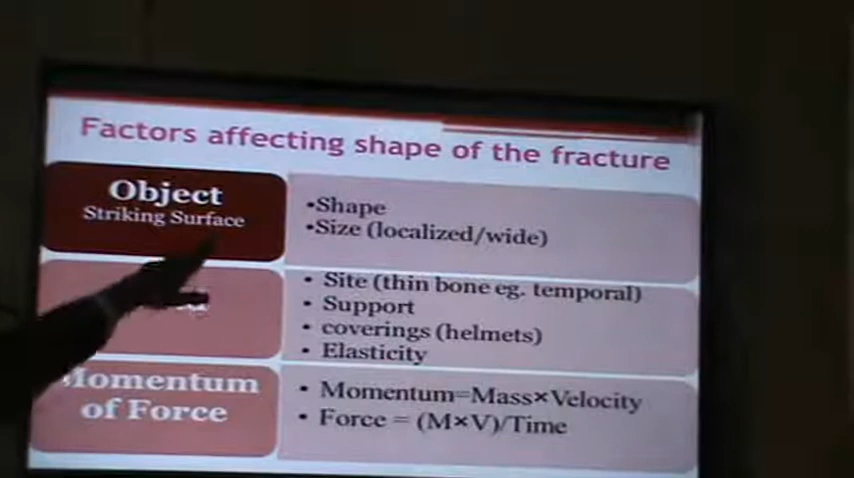 Factors affecting shape of the fracture
Object
Striking Surface
•Shape
•Size (localized/wide)
• Site (thin bone eg. temporal)
• Support
• coverings (helmets)
• Elasticity
Momentum
of Force
• Momentum=Mass×Velocity
• Force = (M×V)/Time